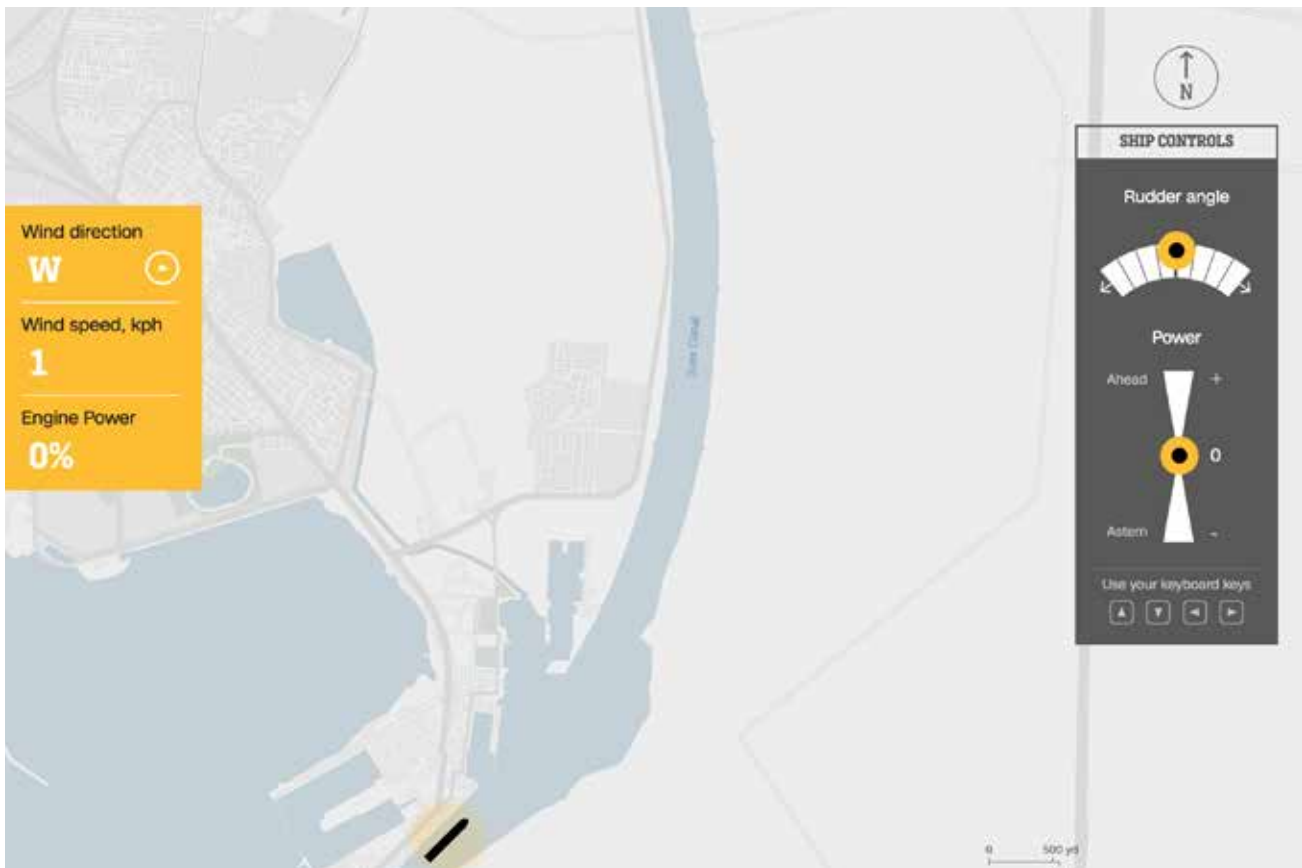 N
SHIP CONTROLS
Rudder angle
Wind direction
W
Wind speed, kph
1
Engine Power
0%
Suez Canal
Power
Ahead +
0
Astern -
Use your keyboard keys
0 500 yd